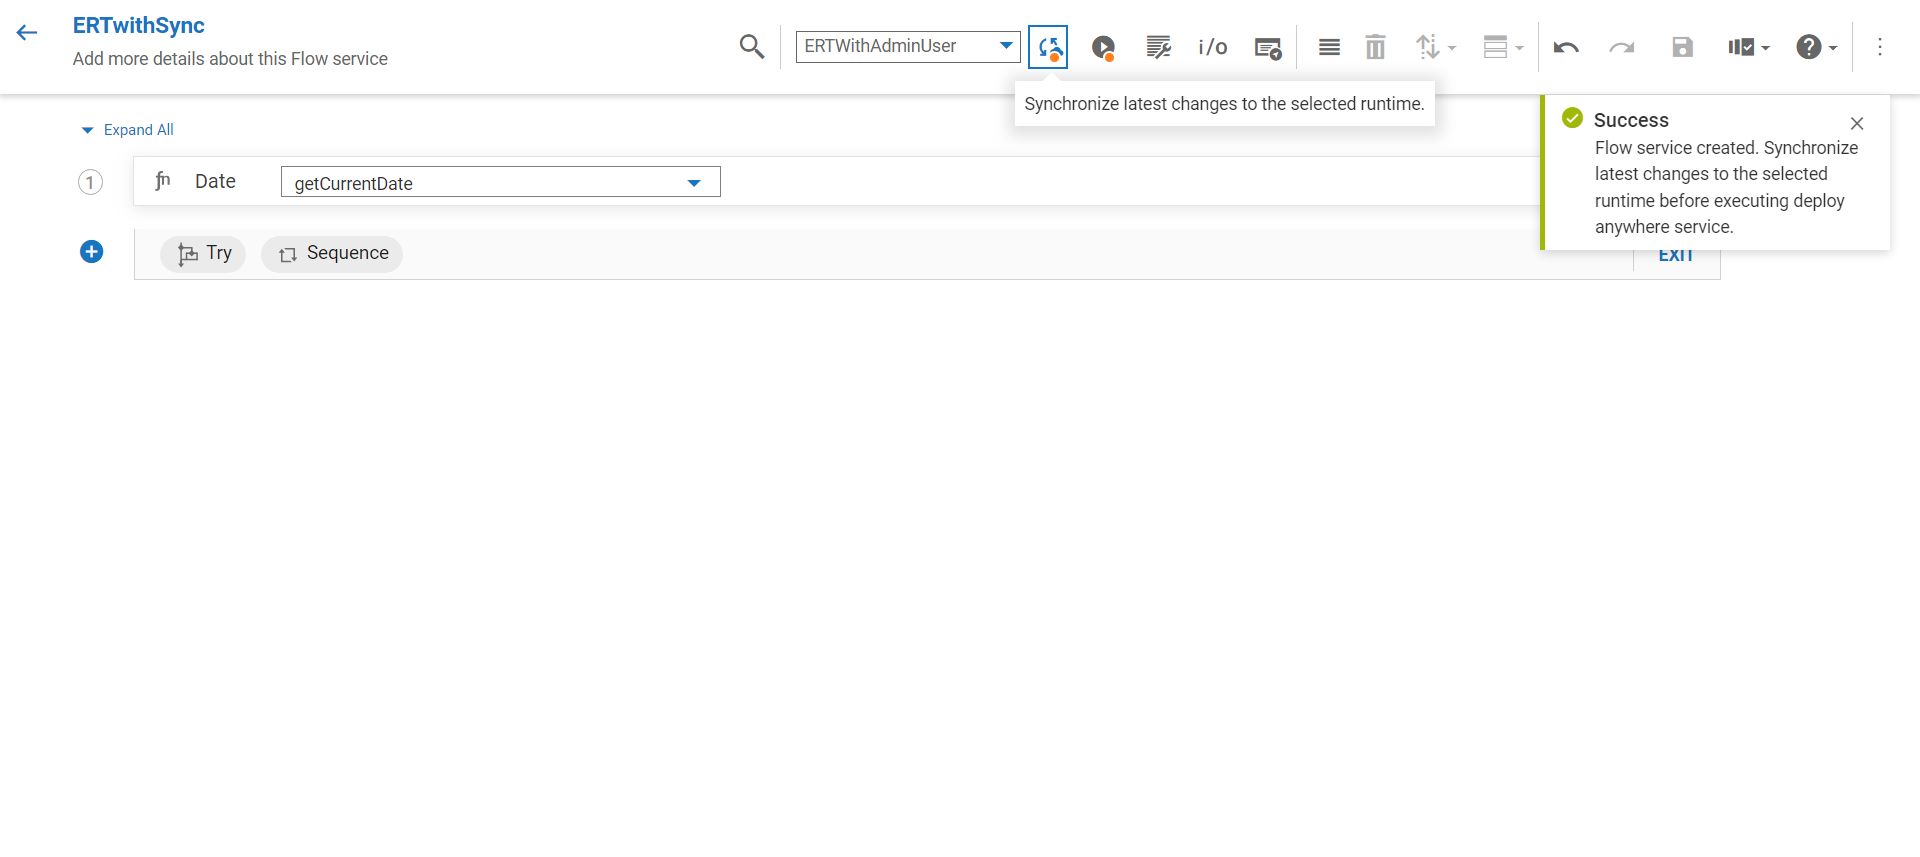 ERTwithSync
Add more details about this Flow service
ERTWithAdminUser
i/o
Synchronize latest changes to the selected runtime.
Success
Flow service created. Synchronize
latest changes to the selected
runtime before executing deploy
anywhere service.
Expand All
1
fn
Date
getCurrentDate
Try
Sequence
EXIT